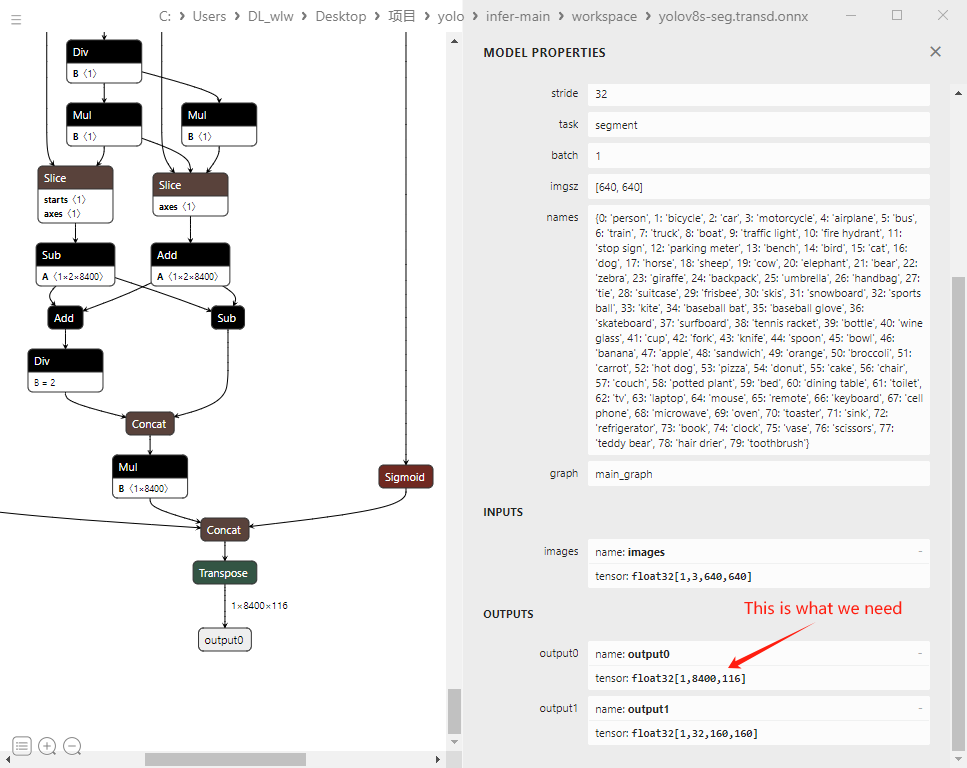 C: > Users > DL_wlw > Desktop > 项目 > yolo > infer-main > workspace > yolov8s-seg.transd.onnx
Div
B 〈1〉
Mul
B 〈1〉
Mul
B 〈1〉
Slice
starts 〈1〉
axes 〈1〉
Slice
axes 〈1〉
Sub
A 〈1×2×8400〉
Add
A 〈1×2×8400〉
Add
Sub
Div
B = 2
Concat
Mul
B 〈1×8400〉
Sigmoid
Concat
Transpose
1×8400×116
output0
MODEL PROPERTIES
stride
32
task
segment
batch
1
imgsz
[640, 640]
names
{0: 'person', 1: 'bicycle', 2: 'car', 3: 'motorcycle', 4: 'airplane', 5: 'bus',
6: 'train', 7: 'truck', 8: 'boat', 9: 'traffic light', 10: 'fire hydrant', 11:
'stop sign', 12: 'parking meter', 13: 'bench', 14: 'bird', 15: 'cat', 16:
'dog', 17: 'horse', 18: 'sheep', 19: 'cow', 20: 'elephant', 21: 'bear', 22:
'zebra', 23: 'giraffe', 24: 'backpack', 25: 'umbrella', 26: 'handbag', 27:
'tie', 28: 'suitcase', 29: 'frisbee', 30: 'skis', 31: 'snowboard', 32: 'sports
ball', 33: 'kite', 34: 'baseball bat', 35: 'baseball glove', 36:
'skateboard', 37: 'surfboard', 38: 'tennis racket', 39: 'bottle', 40: 'wine
glass', 41: 'cup', 42: 'fork', 43: 'knife', 44: 'spoon', 45: 'bowl', 46:
'banana', 47: 'apple', 48: 'sandwich', 49: 'orange', 50: 'broccoli', 51:
'carrot', 52: 'hot dog', 53: 'pizza', 54: 'donut', 55: 'cake', 56: 'chair',
57: 'couch', 58: 'potted plant', 59: 'bed', 60: 'dining table', 61: 'toilet',
62: 'tv', 63: 'laptop', 64: 'mouse', 65: 'remote', 66: 'keyboard', 67: 'cell
phone', 68: 'microwave', 69: 'oven', 70: 'toaster', 71: 'sink', 72:
'refrigerator', 73: 'book', 74: 'clock', 75: 'vase', 76: 'scissors', 77:
'teddy bear', 78: 'hair drier', 79: 'toothbrush'}
graph
main_graph
INPUTS
images
name: images
-
tensor: float32[1,3,640,640]
This is what we need
OUTPUTS
output0
name: output0
-
tensor: float32[1,8400,116]
output1
name: output1
-
tensor: float32[1,32,160,160]